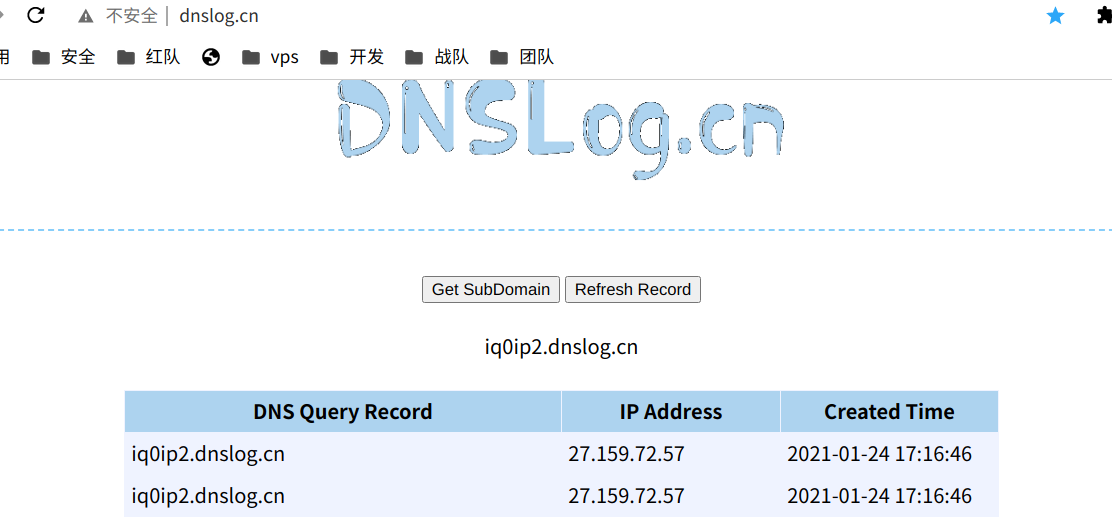 不安全 | dnslog.cn
用 安全 红队 vps 开发 战队 团队
DNSLog.cn
Get SubDomain Refresh Record
iq0ip2.dnslog.cn
DNS Query Record IP Address Created Time
iq0ip2.dnslog.cn 27.159.72.57 2021-01-24 17:16:46
iq0ip2.dnslog.cn 27.159.72.57 2021-01-24 17:16:46